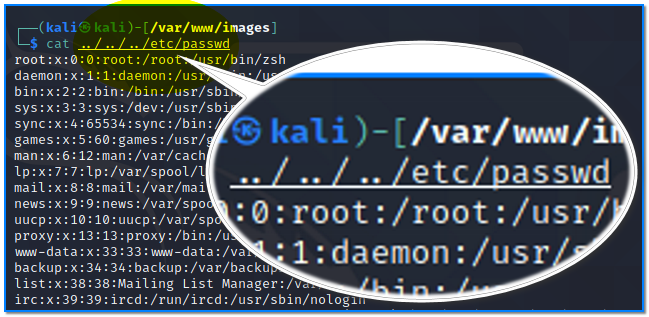 ┌──(kali㉿kali)-[/var/www/images]
└─$ cat ../../../etc/passwd
root:x:0:0:root:/root:/usr/bin/zsh
daemon:x:1:1:daemon:/usr/
bin:x:2:2:bin:/bin:/usr/sbin
sys:x:3:3:sys:/dev:/usr/sbi
sync:x:4:65534:sync:/bin:/
games:x:5:60:games:/usr/g
man:x:6:12:man:/var/cach
lp:x:7:7:lp:/var/spool/l
mail:x:8:8:mail:/var/mai
news:x:9:9:news:/var/spoo
uucp:x:10:10:uucp:/var/spo
proxy:x:13:13:proxy:/bin:/u
www-data:x:33:33:www-data:/va
backup:x:34:34:backup:/var/backup
list:x:38:38:Mailing List Manager:/va
irc:x:39:39:ircd:/run/ircd:/usr/sbin/nologin
㉿kali)-[/var/www/im
../../../etc/passwd
0:0:root:/root:/usr/b
1:1:daemon:/usr/s
/bin:/u